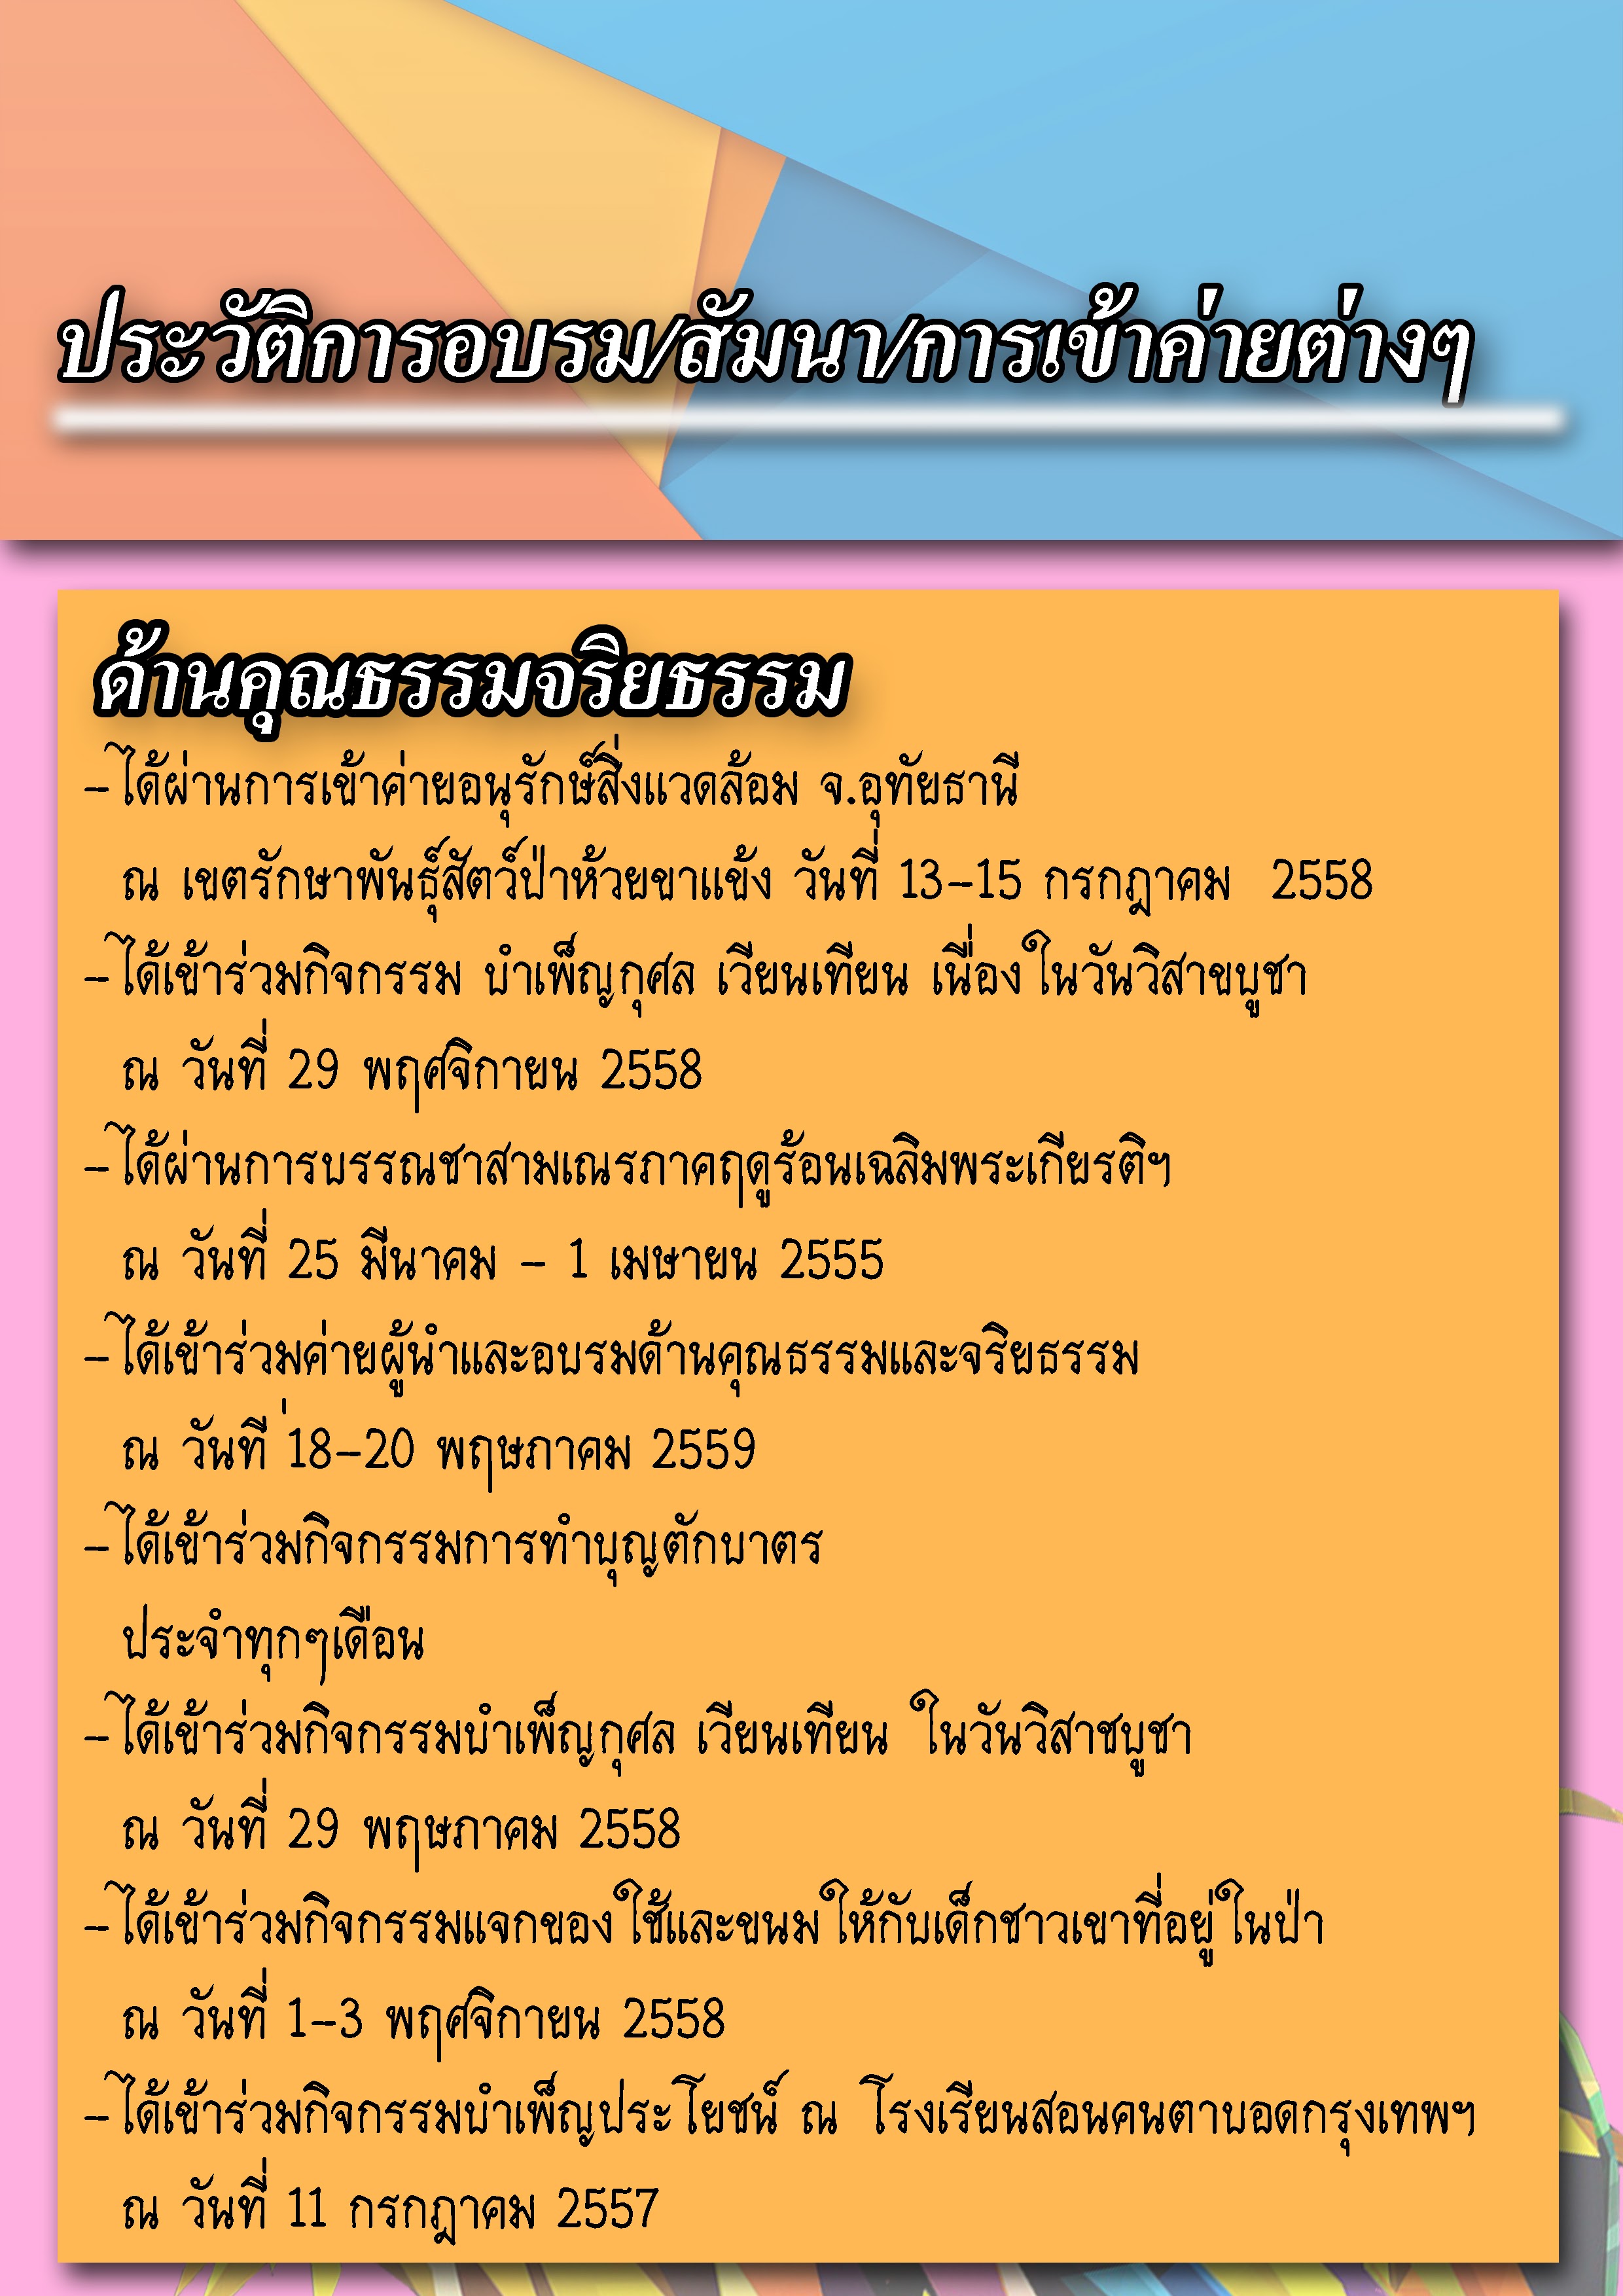 ประวัติการอบรม/สัมนา/การเข้าค่ายต่างๆ
ด้านคุณธรรมจริยธรรม
-ได้ผ่านการเข้าค่ายอนุรักษ์สิ่งแวดล้อม จ.อุทัยธานี
ณ เขตรักษาพันธุ์สัตว์ป่าห้วยขาแข้ง วันที่ 13-15 กรกฎาคม 2558
-ได้เข้าร่วมกิจกรรม บำเพ็ญกุศล เวียนเทียน เนื่องในวันวิสาขบูชา
ณ วันที่ 29 พฤศจิกายน 2558
-ได้ผ่านการบรรณชาสามเณรภาคฤดูร้อนเฉลิมพระเกียรติฯ
ณ วันที่ 25 มีนาคม - 1 เมษายน 2555
-ได้เข้าร่วมค่ายผู้นำและอบรมด้านคุณธรรมและจริยธรรม
ณ วันที่ 18-20 พฤษภาคม 2559
-ได้เข้าร่วมกิจกรรมการทำบุญตักบาตร
ประจำทุกๆเดือน
-ได้เข้าร่วมกิจกรรมบำเพ็ญกุศล เวียนเทียน ในวันวิสาชบูชา
ณ วันที่ 29 พฤษภาคม 2558
-ได้เข้าร่วมกิจกรรมแจกของใช้และขนมให้กับเด็กชาวเขาที่อยู่ในป่า
ณ วันที่ 1-3 พฤศจิกายน 2558
-ได้เข้าร่วมกิจกรรมบำเพ็ญประโยชน์ ณ โรงเรียนสอนคนตาบอดกรุงเทพฯ
ณ วันที่ 11 กรกฎาคม 2557